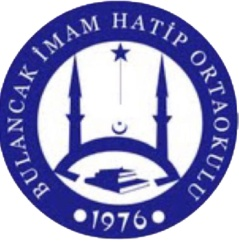 BULANCAK İMAM HATİP ORTAOKULU
1976